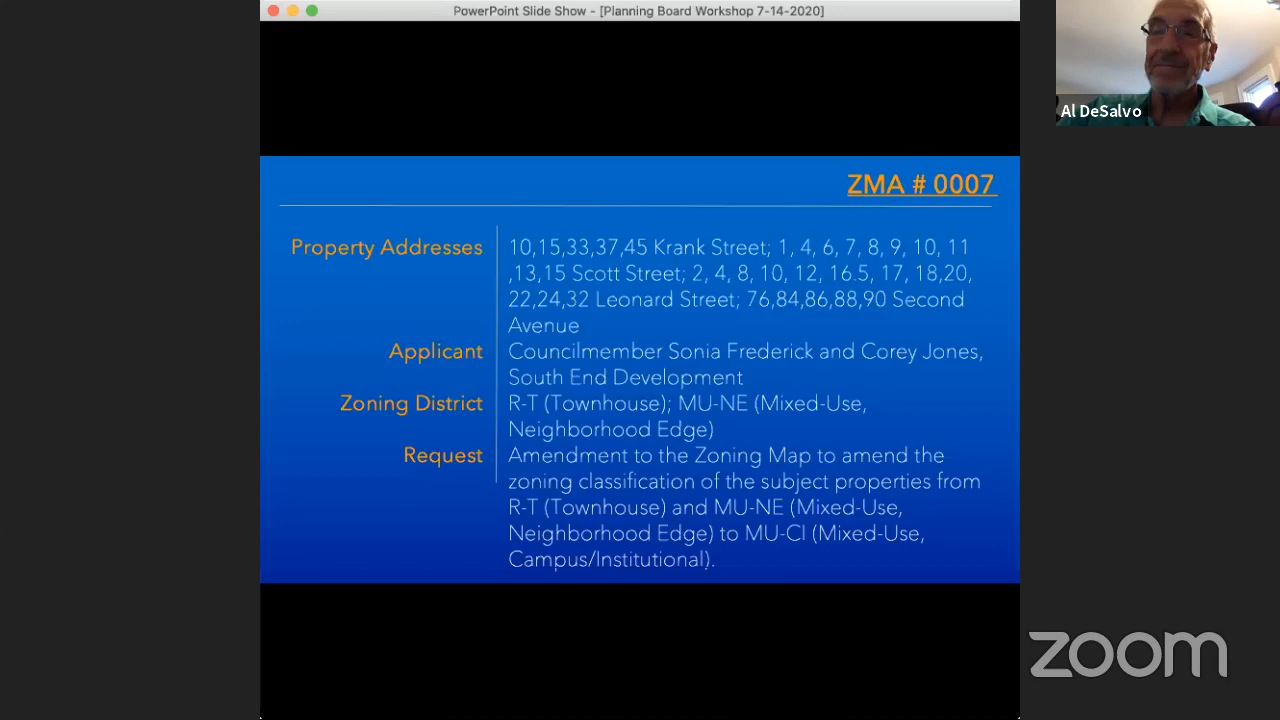 PowerPoint Slide Show - [Planning Board Workshop 7-14-2020]
Al DeSalvo
ZMA # 0007
Property Addresses
10,15,33,37,45 Krank Street; 1, 4, 6, 7, 8, 9, 10, 11
,13,15 Scott Street; 2, 4, 8, 10, 12, 16.5, 17, 18,20,
22,24,32 Leonard Street; 76,84,86,88,90 Second
Avenue
Applicant
Councilmember Sonia Frederick and Corey Jones,
South End Development
Zoning District
R-T (Townhouse); MU-NE (Mixed-Use,
Neighborhood Edge)
Request
Amendment to the Zoning Map to amend the
zoning classification of the subject properties from
R-T (Townhouse) and MU-NE (Mixed-Use,
Neighborhood Edge) to MU-CI (Mixed-Use,
Campus/Institutional).
zoom